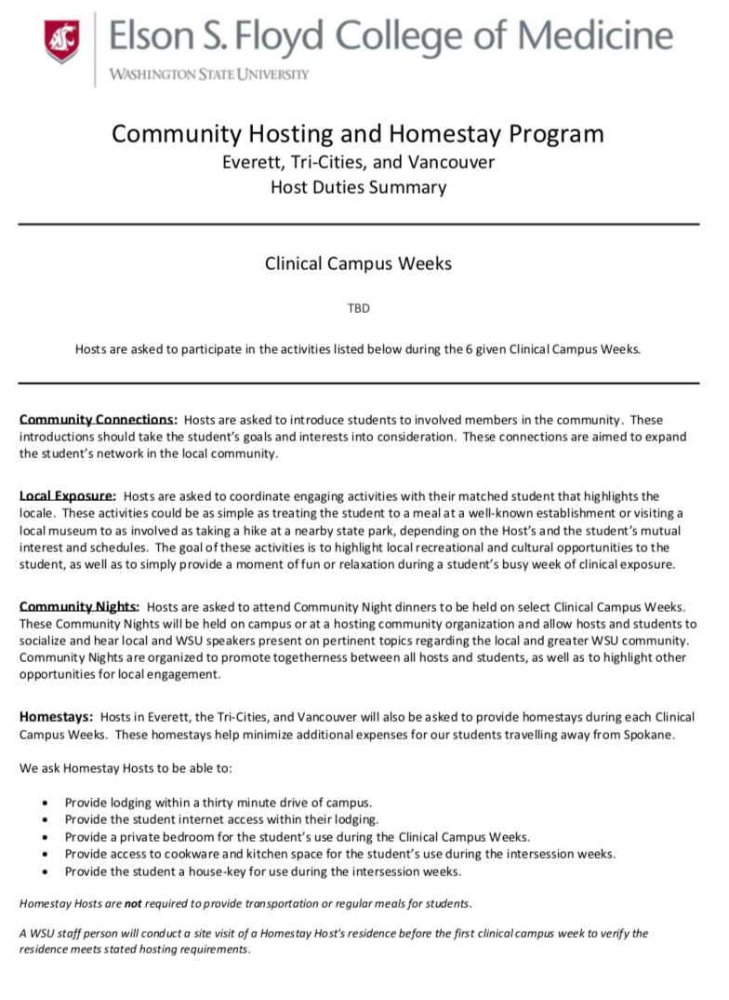 Elson S. Floyd College of Medicine
WASHINGTON STATE UNIVERSITY
Community Hosting and Homestay Program
Everett, Tri-Cities, and Vancouver
Host Duties Summary
Clinical Campus Weeks
TBD
Hosts are asked to participate in the activities listed below during the 6 given Clinical Campus Weeks.
Community Connections: Hosts are asked to introduce students to involved members in the community. These
introductions should take the student's goals and interests into consideration. These connections are aimed to expand
the student's network in the local community.
Local Exposure: Hosts are asked to coordinate engaging activities with their matched student that highlights the
locale. These activities could be as simple as treating the student to a meal at a well-known establishment or visiting a
local museum to as involved as taking a hike at a nearby state park, depending on the Host's and the student's mutual
interest and schedules. The goal of these activities is to highlight local recreational and cultural opportunities to the
student, as well as to simply provide a moment of fun or relaxation during a student's busy week of clinical exposure.
Community Nights: Hosts are asked to attend Community Night dinners to be held on select Clinical Campus Weeks.
These Community Nights will be held on campus or at a hosting community organization and allow hosts and students to
socialize and hear local and WSU speakers present on pertinent topics regarding the local and greater WSU community.
Community Nights are organized to promote togetherness between all hosts and students, as well as to highlight other
opportunities for local engagement.
Homestays: Hosts in Everett, the Tri-Cities, and Vancouver will also be asked to provide homestays during each Clinical
Campus Weeks. These homestays help minimize additional expenses for our students travelling away from Spokane.
We ask Homestay Hosts to be able to:
• Provide lodging within a thirty minute drive of campus.
• Provide the student internet access within their lodging.
• Provide a private bedroom for the student's use during the Clinical Campus Weeks.
• Provide access to cookware and kitchen space for the student's use during the intersession weeks.
• Provide the student a house-key for use during the intersession weeks.
Homestay Hosts are not required to provide transportation or regular meals for students.
A WSU staff person will conduct a site visit of a Homestay Host's residence before the first clinical campus week to verify the
residence meets stated hosting requirements.